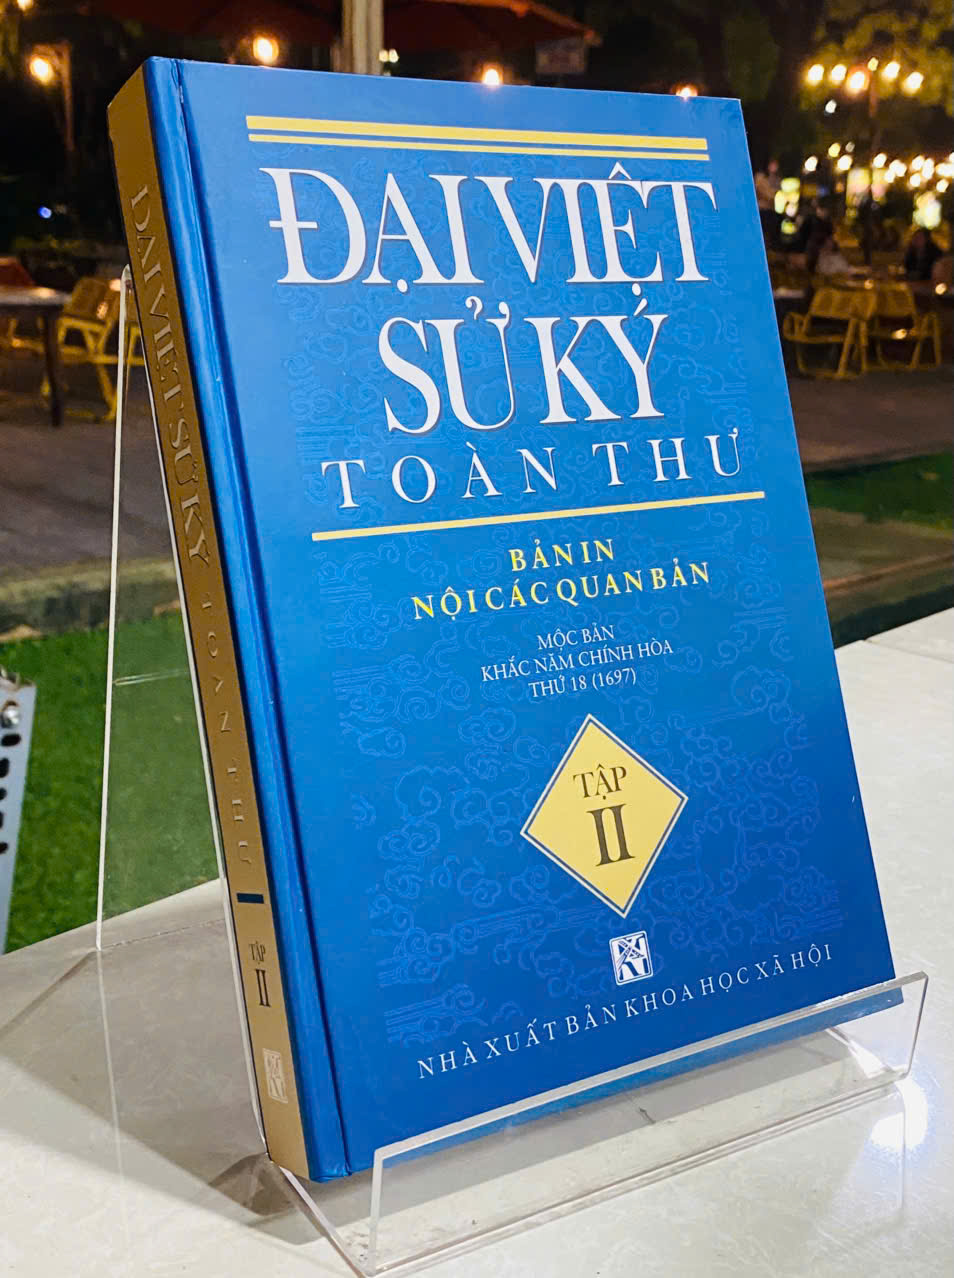 ĐẠI VIỆT
SỬ KÝ
TOÀN THƯ
BẢN IN
NỘI CÁC QUAN BẢN
MỘC BẢN
KHẮC NĂM CHÍNH HÒA
THỨ 18 (1697)
TẬP
II
NHÀ XUẤT BẢN KHOA HỌC XÃ HỘI
ĐẠI VIỆT SỬ KÝ TOÀN THƯ
TẬP
II